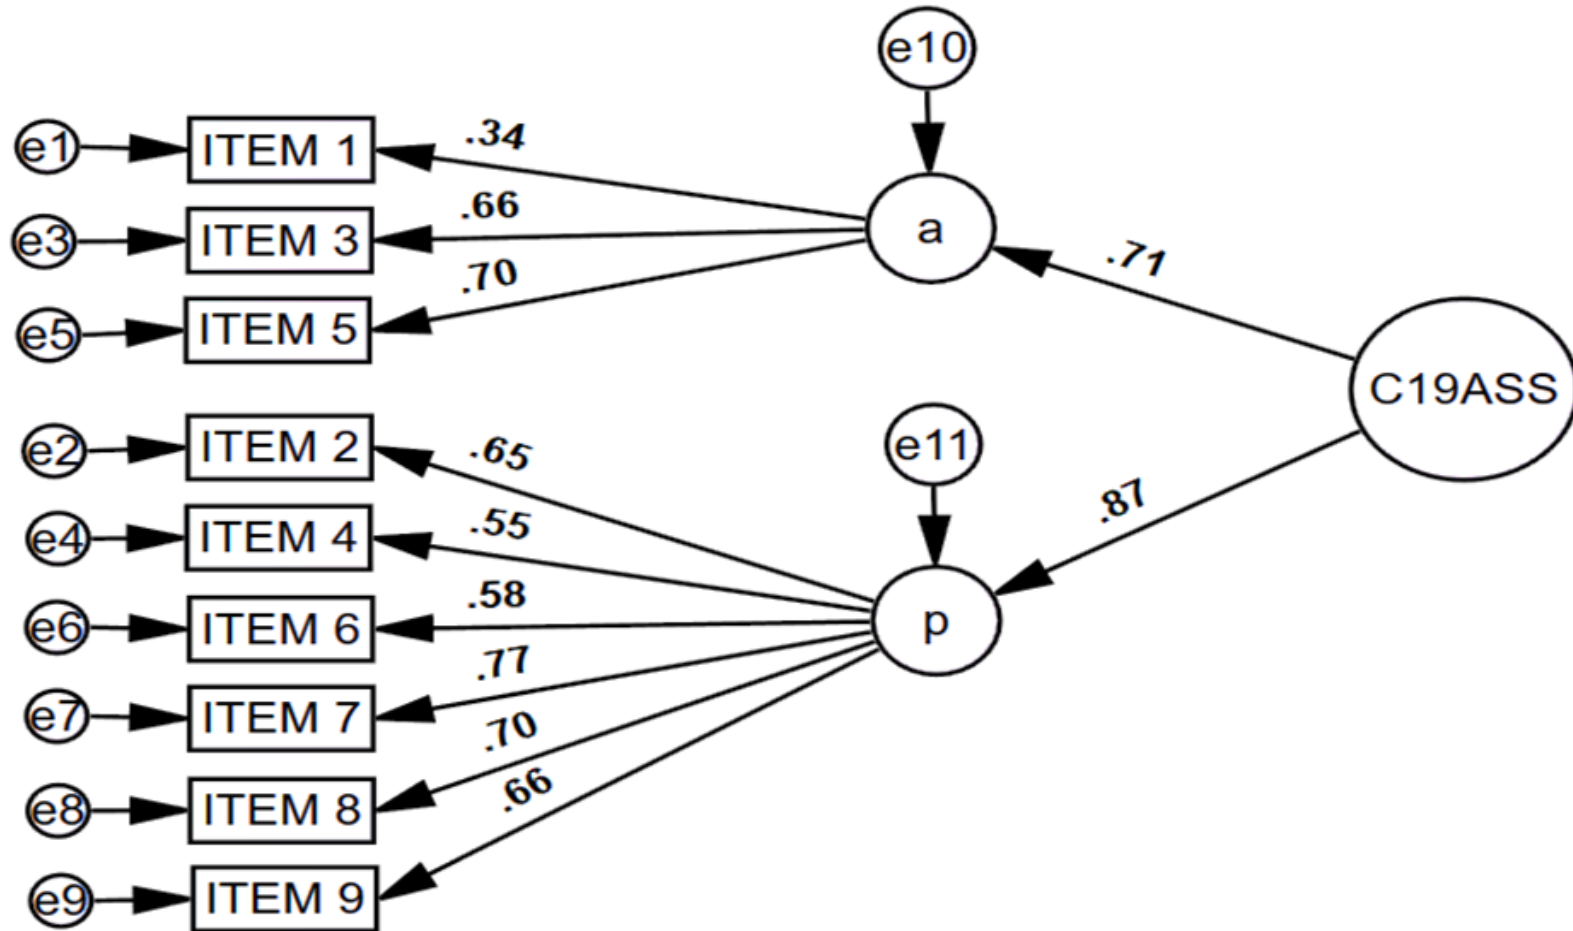 e10
e1 ITEM 1 .34
e3 ITEM 3 .66 a
e5 ITEM 5 .70 .71
C19ASS
e2 ITEM 2 .65 e11
e4 ITEM 4 .55 .87
e6 ITEM 6 .58 p
e7 ITEM 7 .77
e8 ITEM 8 .70
e9 ITEM 9 .66